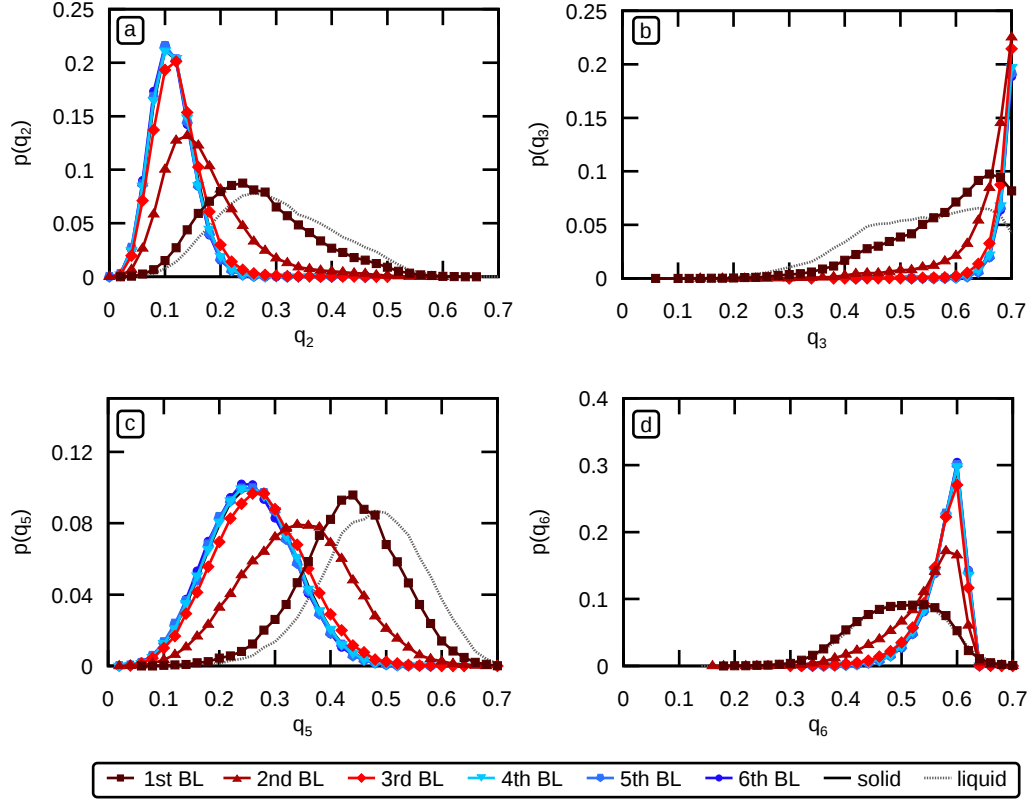 a
0.25
0.2
0.15
0.1
0.05
0
p(q2)
0 0.1 0.2 0.3 0.4 0.5 0.6 0.7
q2
b
0.25
0.2
0.15
0.1
0.05
0
p(q3)
0 0.1 0.2 0.3 0.4 0.5 0.6 0.7
q3
c
0.12
0.08
0.04
0
p(q5)
0 0.1 0.2 0.3 0.4 0.5 0.6 0.7
q5
d
0.4
0.3
0.2
0.1
0
p(q6)
0 0.1 0.2 0.3 0.4 0.5 0.6 0.7
q6
1st BL 2nd BL 3rd BL 4th BL 5th BL 6th BL solid liquid